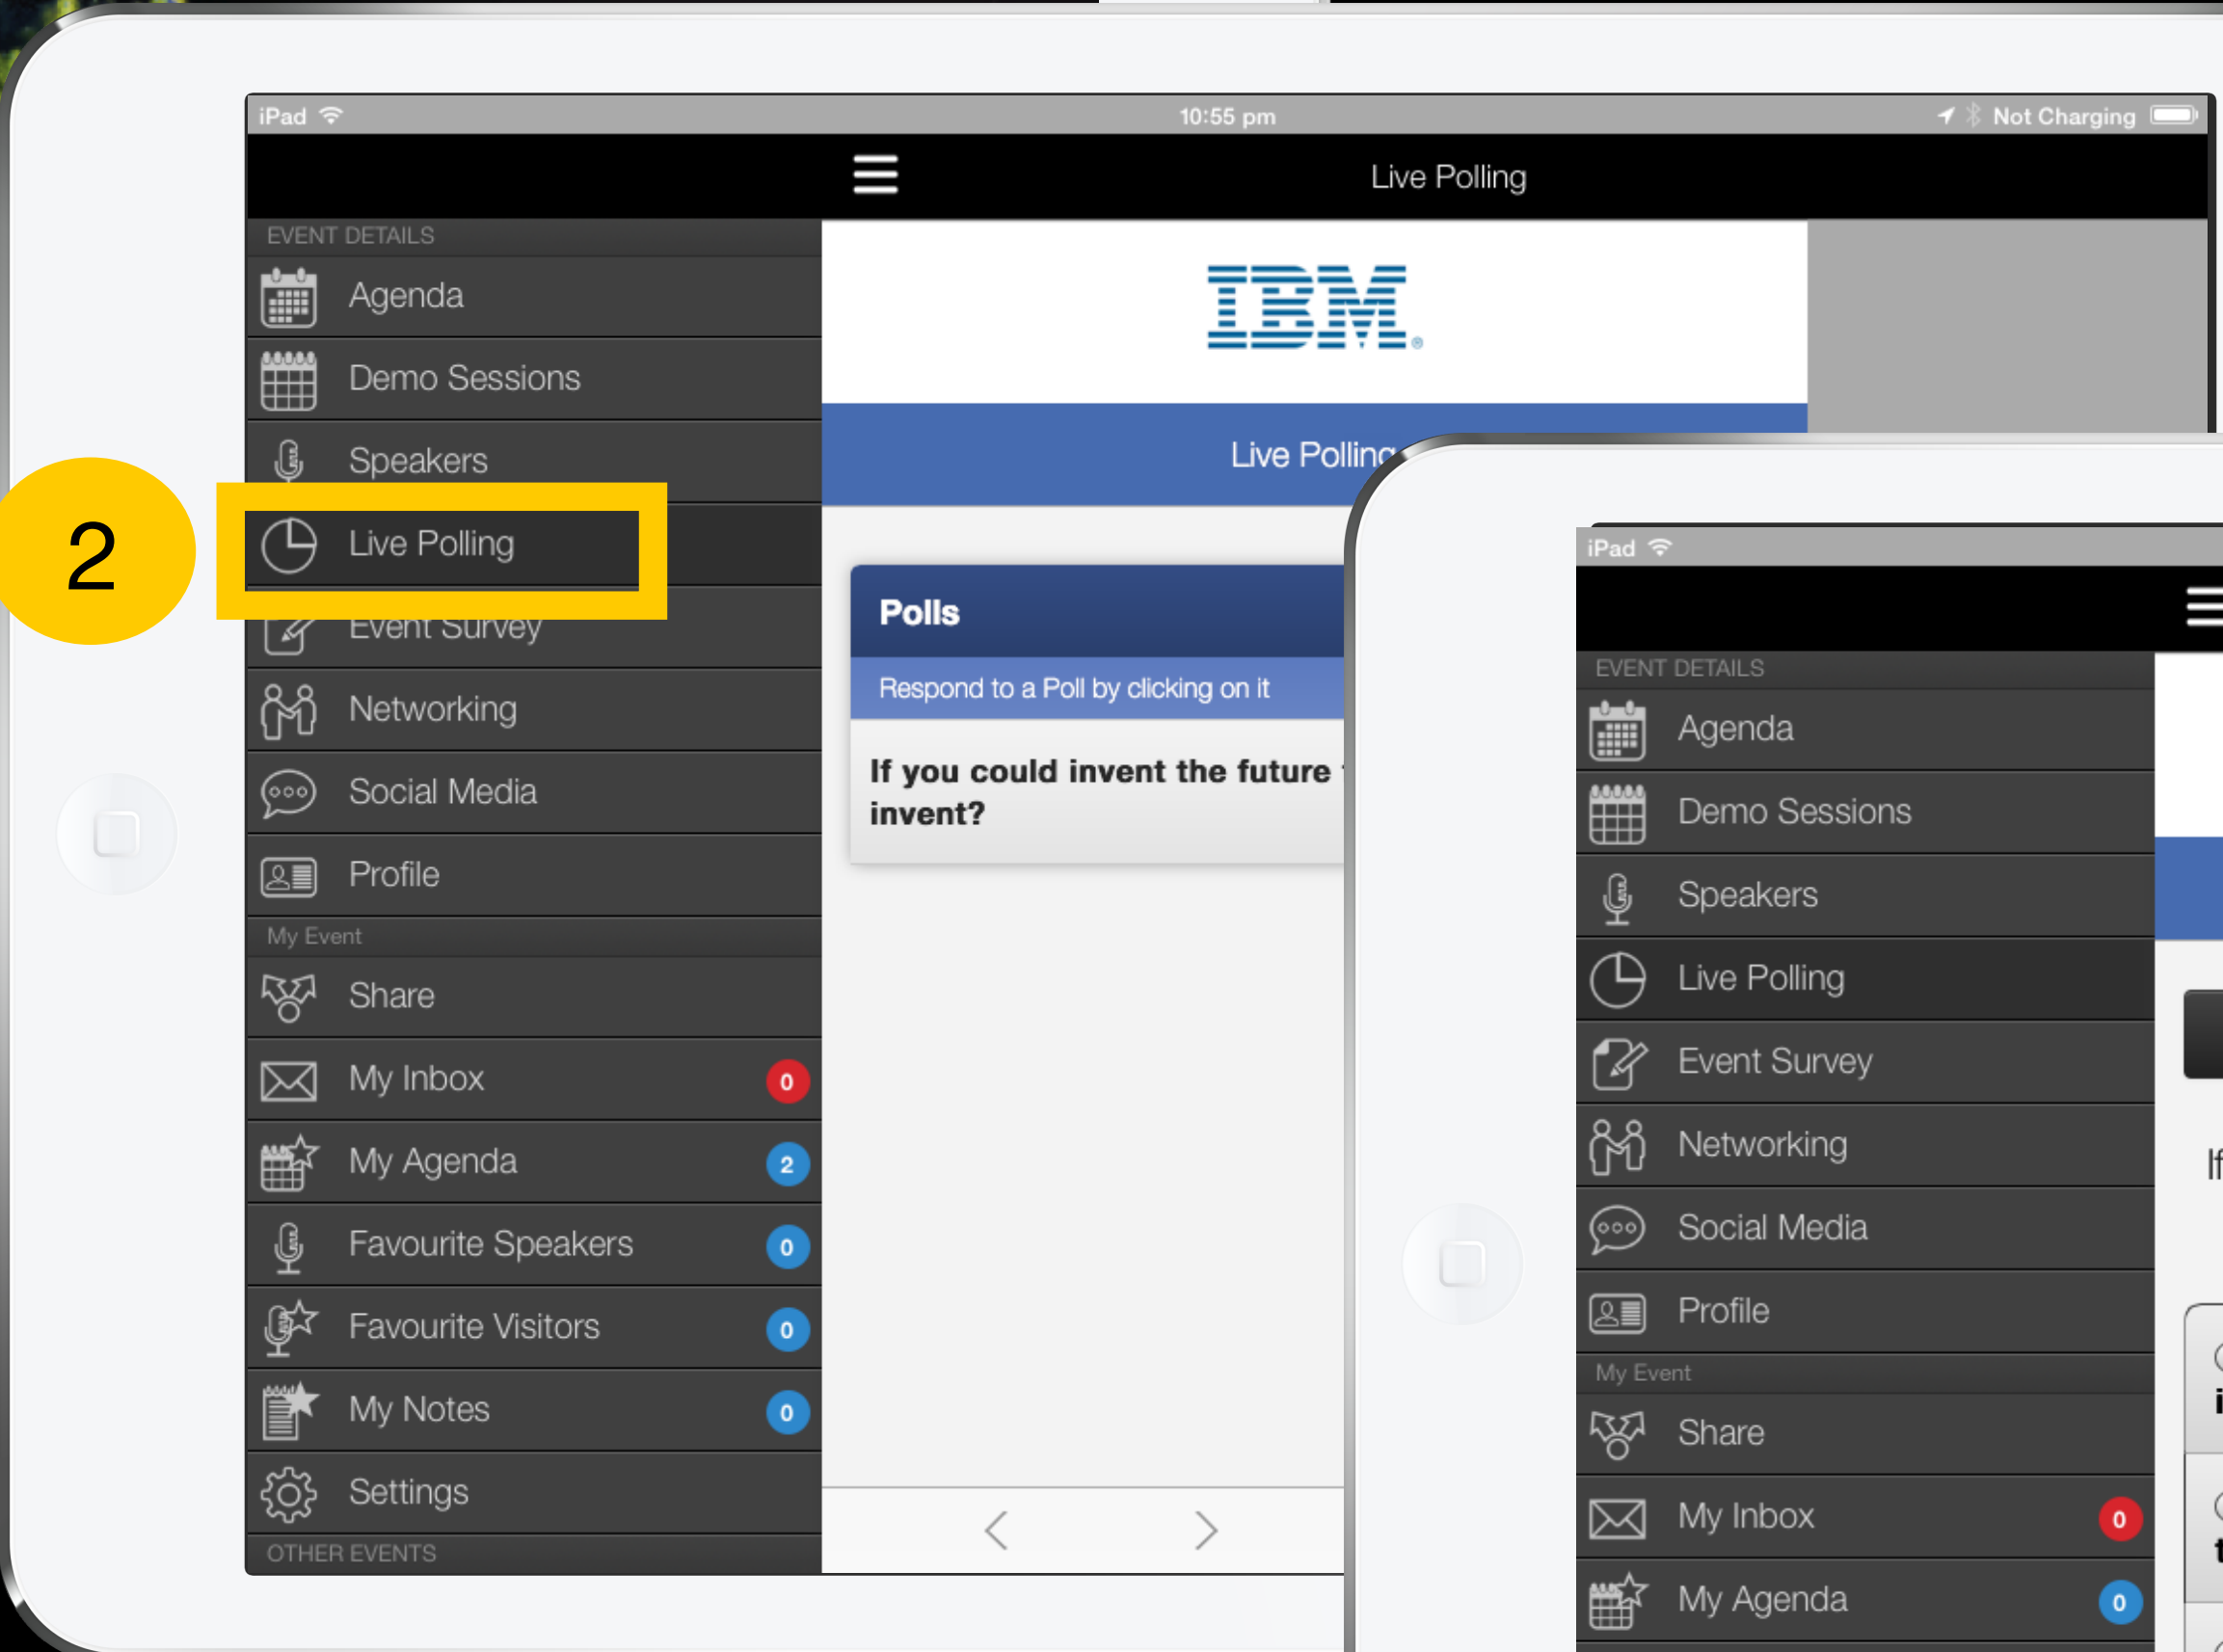 iPad 10:55 pm Not Charging
Live Polling
EVENT DETAILS
Agenda
Demo Sessions
Speakers
Live Polling
Event Survey
Networking
Social Media
Profile
My Event
Share
My Inbox 0
My Agenda 2
Favourite Speakers 0
Favourite Visitors 0
My Notes 0
Settings
OTHER EVENTS
2
IBM®
Live Polling
Polls
Respond to a Poll by clicking on it
If you could invent the future
invent?
iPad
EVENT DETAILS
Agenda
Demo Sessions
Speakers
Live Polling
Event Survey
Networking
Social Media
Profile
My Event
Share
My Inbox 0
My Agenda 0
If